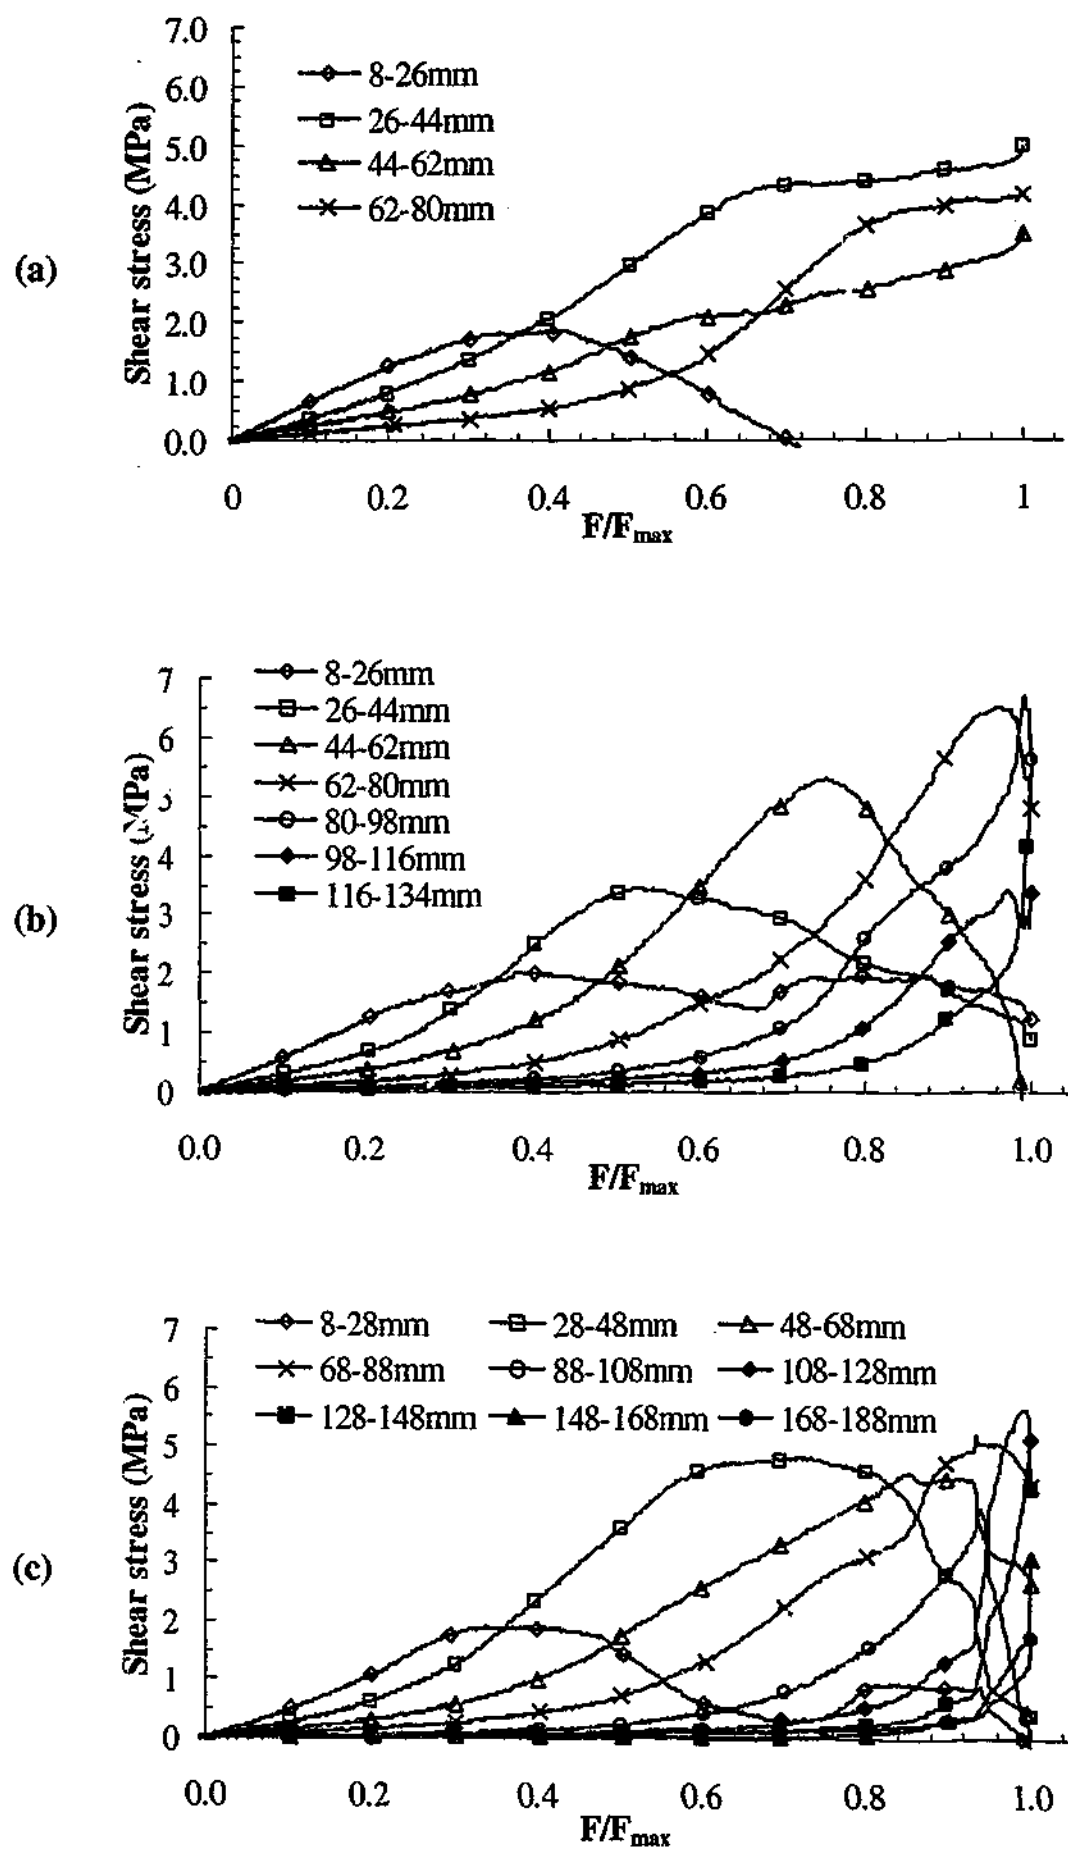 (a)
Shear stress (MPa)
7.0
6.0
5.0
4.0
3.0
2.0
1.0
0.0
8-26mm
26-44mm
44-62mm
62-80mm
0 0.2 0.4 0.6 0.8 1
F/Fmax
(b)
Shear stress (MPa)
7
6
5
4
3
2
1
0
8-26mm
26-44mm
44-62mm
62-80mm
80-98mm
98-116mm
116-134mm
0.0 0.2 0.4 0.6 0.8 1.0
F/Fmax
(c)
Shear stress (MPa)
7
6
5
4
3
2
1
0
8-28mm 28-48mm 48-68mm
68-88mm 88-108mm 108-128mm
128-148mm 148-168mm 168-188mm
0.0 0.2 0.4 0.6 0.8 1.0
F/Fmax